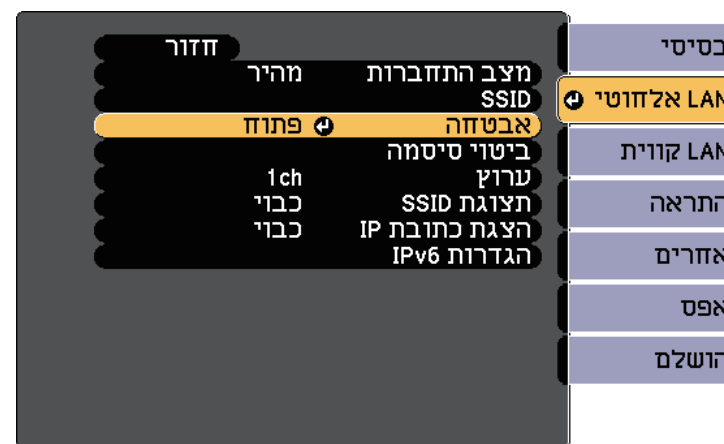 חזור
מצב התחברות מהיר
SSID
אבטחה פתוח
ביטוי סיסמה
ערוץ 1ch
תצוגת SSID כבוי
הצגת כתובת IP כבוי
הגדרות IPv6
בסיסי
LAN אלחוטי
LAN קווית
התראה
אחרים
אפס
הושלם